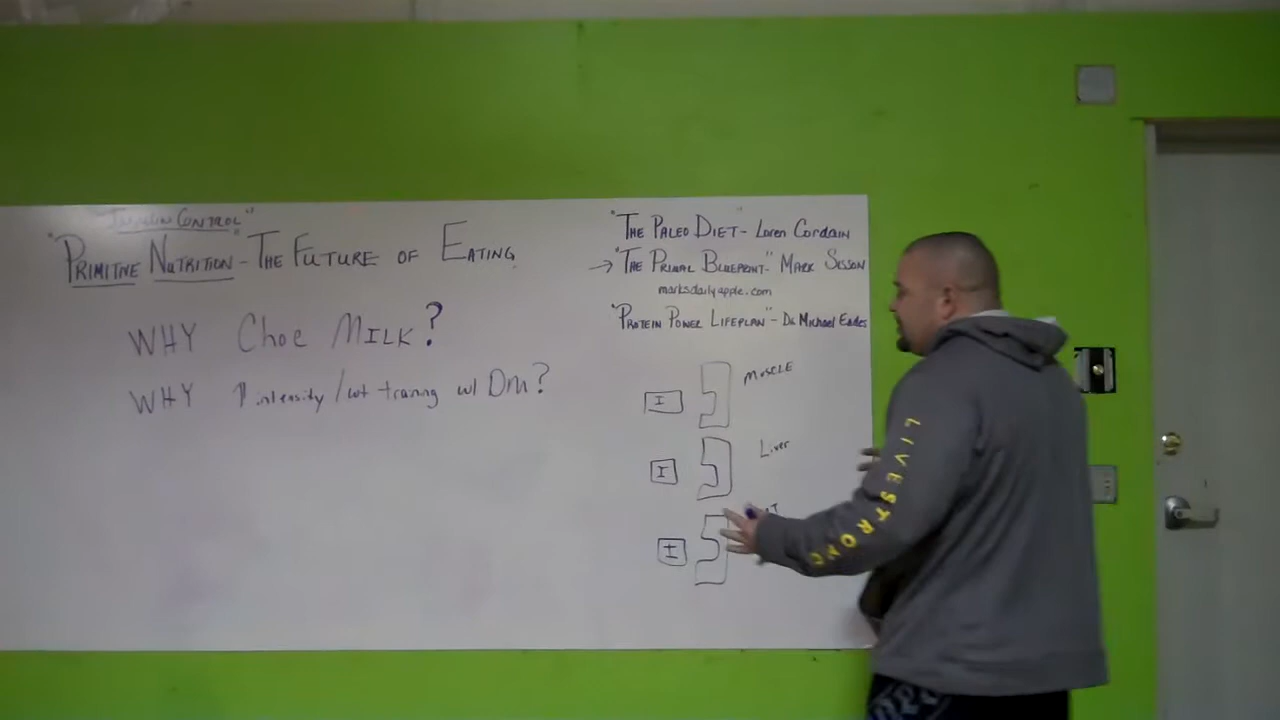 Insulin Control"
"Primitive Nutrition" - The Future of Eating
WHY Choc MILK?
WHY ↑ intensity / wt training w/ Dm?
"The Paleo Diet" - Loren Cordain
→ "The Primal Blueprint" Mark Sisson
marksdailyapple.com
"Protein Power Lifeplan" - Dr. Michael Eades
I MUSCLE
I Liver
I
LIVESTRONG